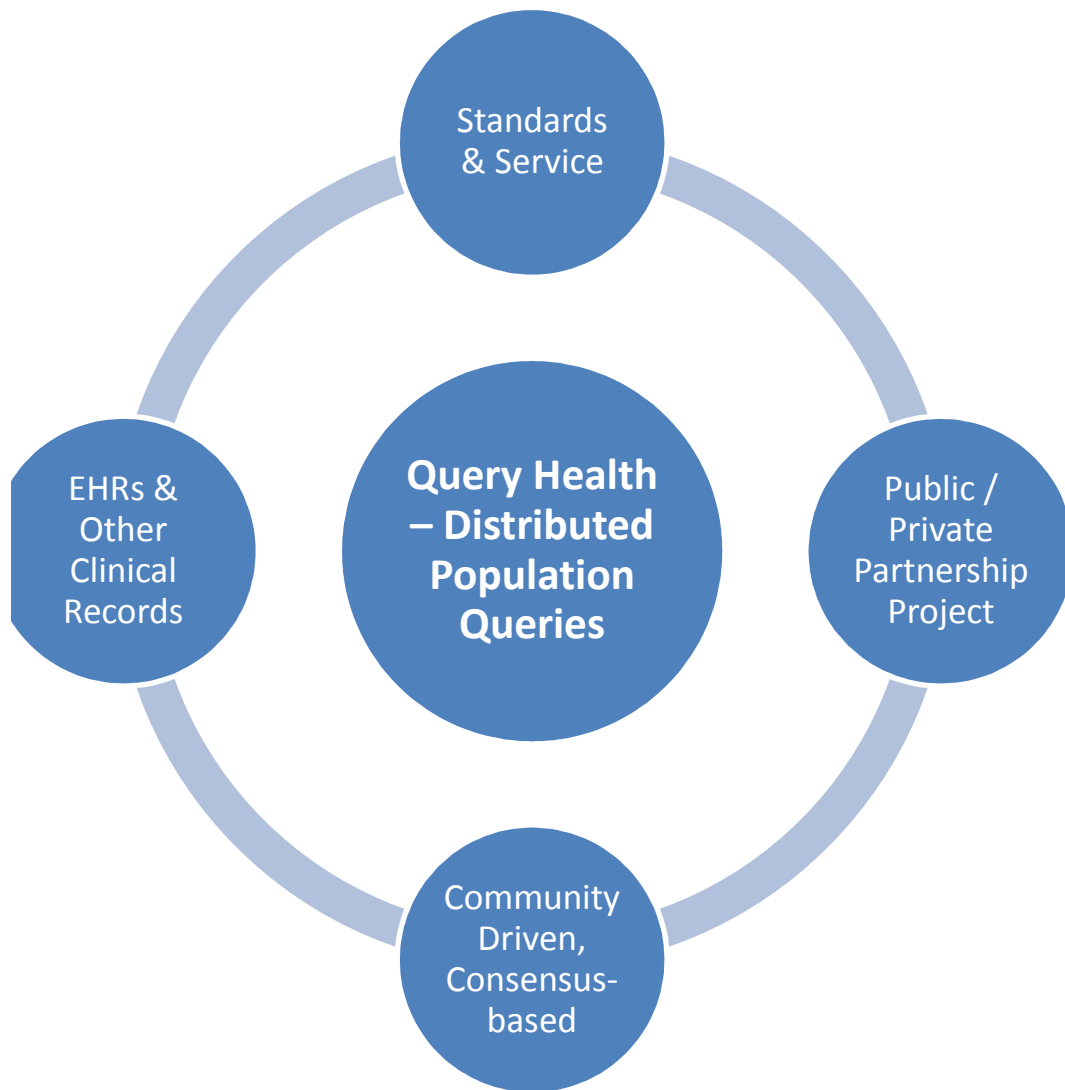 Standards
& Service
EHRs &
Other
Clinical
Records
Query Health
– Distributed
Population
Queries
Public /
Private
Partnership
Project
Community
Driven,
Consensus-
based